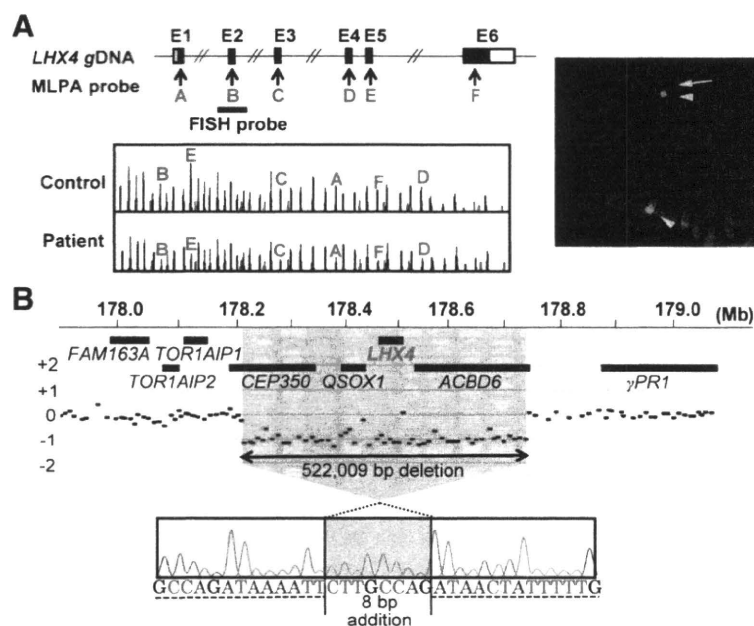 A
E1 E2 E3 E4 E5 E6
LHX4 gDNA
MLPA probe
A B C D E F
FISH probe
Control
B E C A F D
Patient
B E C A F D
B
178.0 178.2 178.4 178.6 178.8 179.0 (Mb)
FAM163A TOR1AIP1 LHX4
TOR1AIP2 CEP350 QSOX1 ACBD6 γPR1
+2
+1
0
-1
-2
522,009 bp deletion
GCCAGATAAAATTCTTGCCAGATAACTATTTTTG
8 bp
addition